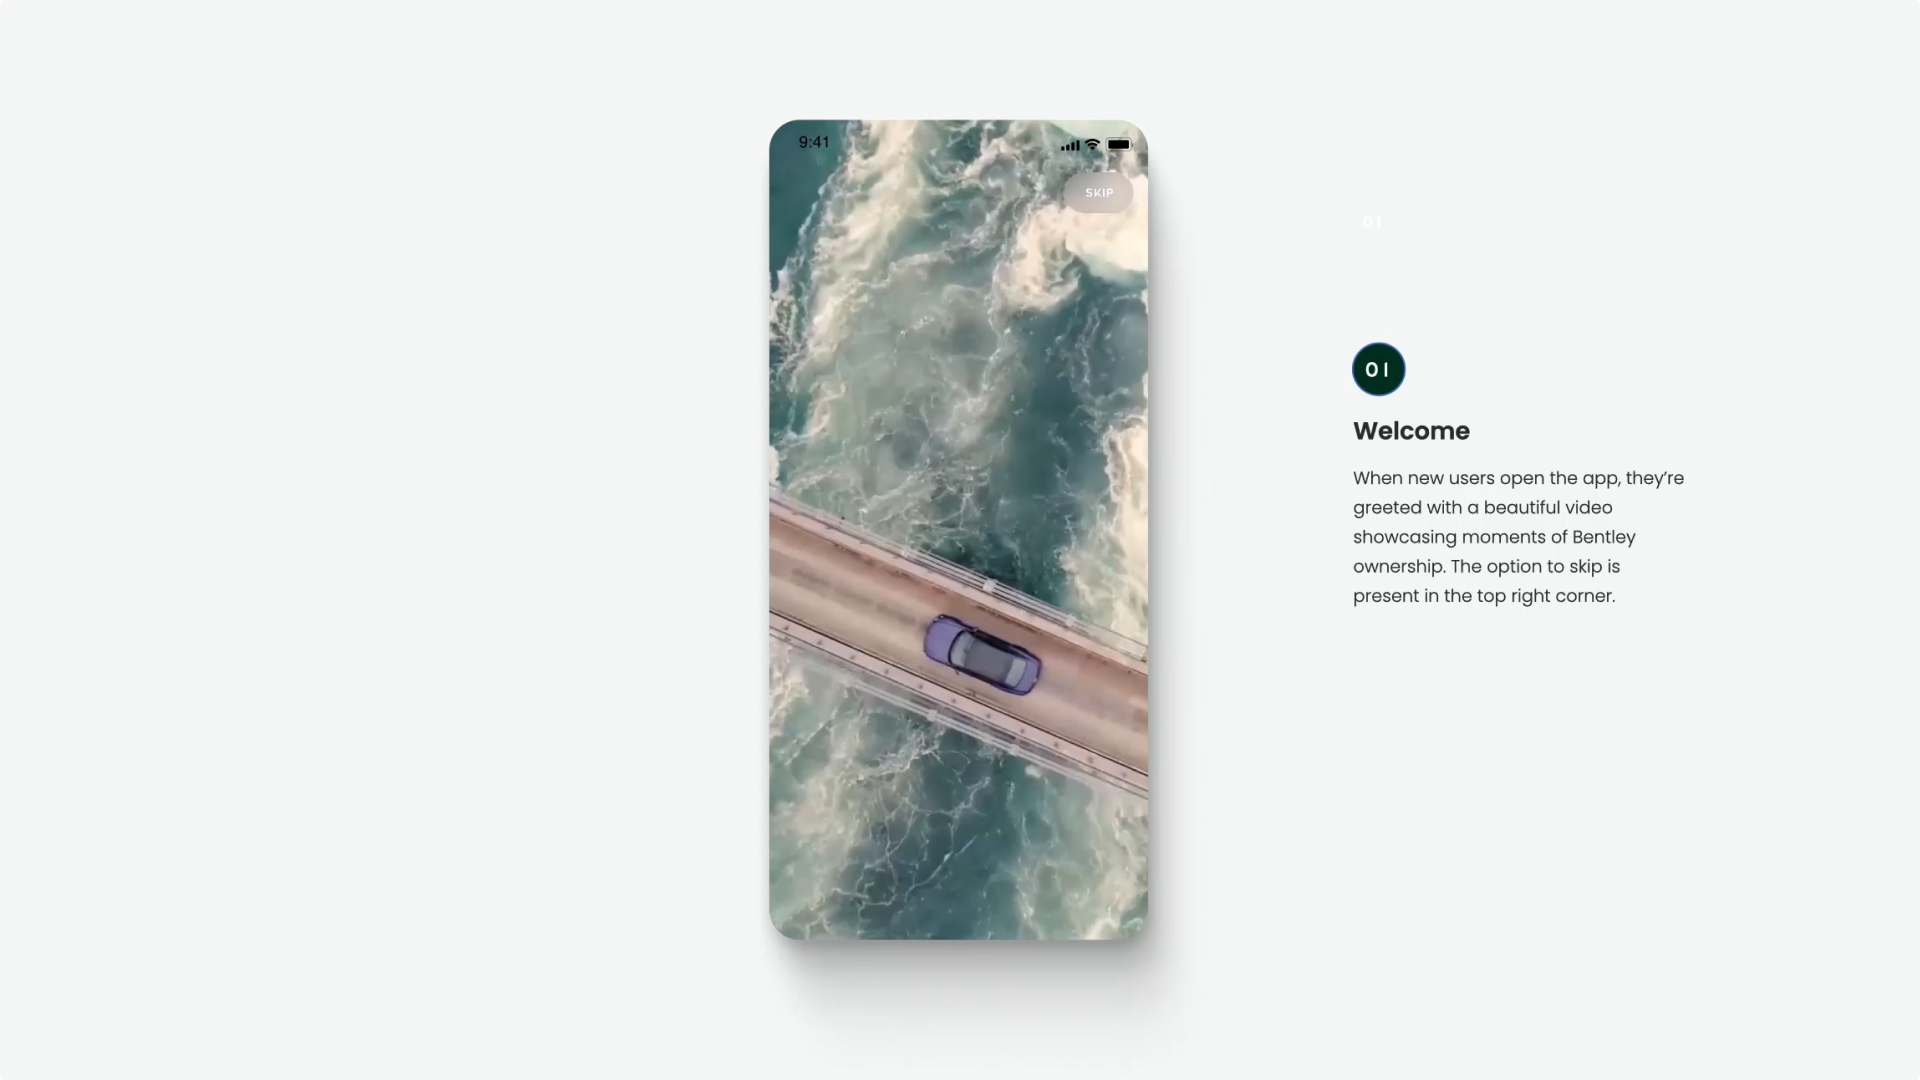 9:41
SKIP
01
01
Welcome
When new users open the app, they’re
greeted with a beautiful video
showcasing moments of Bentley
ownership. The option to skip is
present in the top right corner.